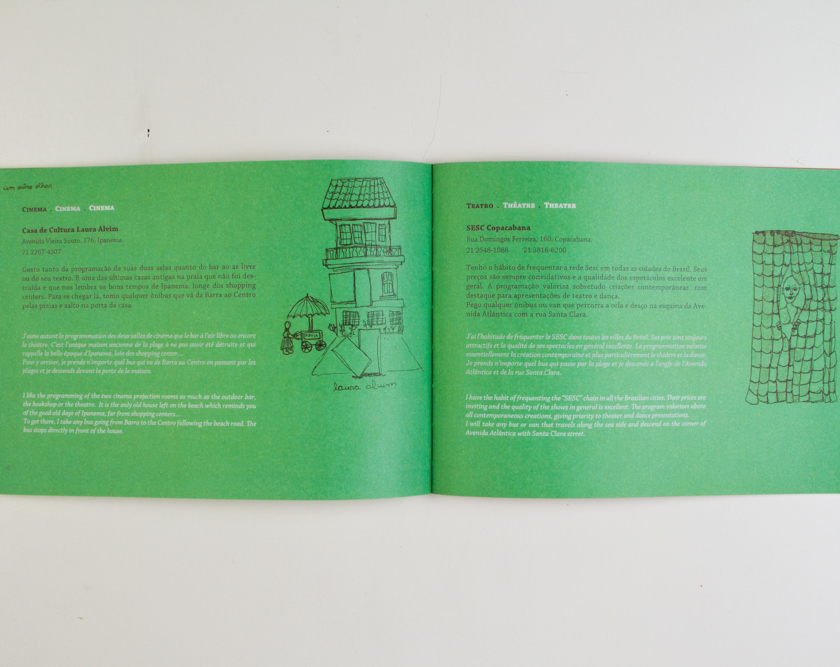 um outro olhar
Cinema . Cinéma . Cinema
Casa de Cultura Laura Alvim
Avenida Vieira Souto, 176, Ipanema,
21 2267-4307
Gosto tanto da programação de suas duas salas quanto do bar ao ar livre
ou do seu teatro. É uma das últimas casas antigas na praia que não foi des-
truída e que nos lembra os bons tempos de Ipanema, longe dos shopping
centers. Para se chegar lá, tomo qualquer ônibus que vá da Barra ao Centro
pelas praias e salto na porta da casa.
J'aime autant la programmation des deux salles de cinéma que le bar à l'air libre ou encore
le théâtre. C'est l'unique maison ancienne de la plage à ne pas avoir été détruite et qui
rappelle la belle époque d'Ipanema, loin des shopping center...
Pour y arriver, je prends n'importe quel bus qui va de Barra au Centro en passant par les
plages et je descends devant la porte de la maison.
I like the programming of the two cinema projection rooms as much as the outdoor bar,
the bookshop or the theatre. It is the only old house left on the beach which reminds you
of the good old days of Ipanema, far from shopping centers...
To get there, I take any bus going from Barra to the Centro following the beach road. The
bus stops directly in front of the house.
laura alvim
Teatro . Théatre . Theater
SESC Copacabana
Rua Domingos Ferreira, 160, Copacabana,
21 2548-1088
Tenho o hábito de frequentar a rede Sesc em todas as cidades do Brasil. Seus
preços são sempre convidativos e a qualidade dos espetáculos excelente em
geral. A programação valoriza sobretudo criações contemporâneas, com
destaque para apresentações de teatro e dança.
Pego qualquer ônibus ou van que percorra a orla e desço na esquina da Ave-
nida Atlântica com a rua Santa Clara.
J'ai l'habitude de fréquenter le SESC dans toutes les villes du Brésil. Ses prix sont toujours
attractifs et la qualité de ses spectacles en général excellente. La programmation valorise
essentiellement la création contemporaine et plus particulièrement le théâtre et la danse.
Je prends n'importe quel bus qui passe par la plage et je descends à l'angle de l'Avenida
Atlântica et de la rua Santa Clara.
I have the habit of frequenting the "SESC" chain in all the Brazilian cities. Their prices are
inviting and the quality of the shows in general is excellent. The program valorises above
all contemporaneous creations, giving priority to theater and dance presentations.
I will take any bus or van that travels along the sea side and descend on the corner of
Avenida Atlântica with Santa Clara street.